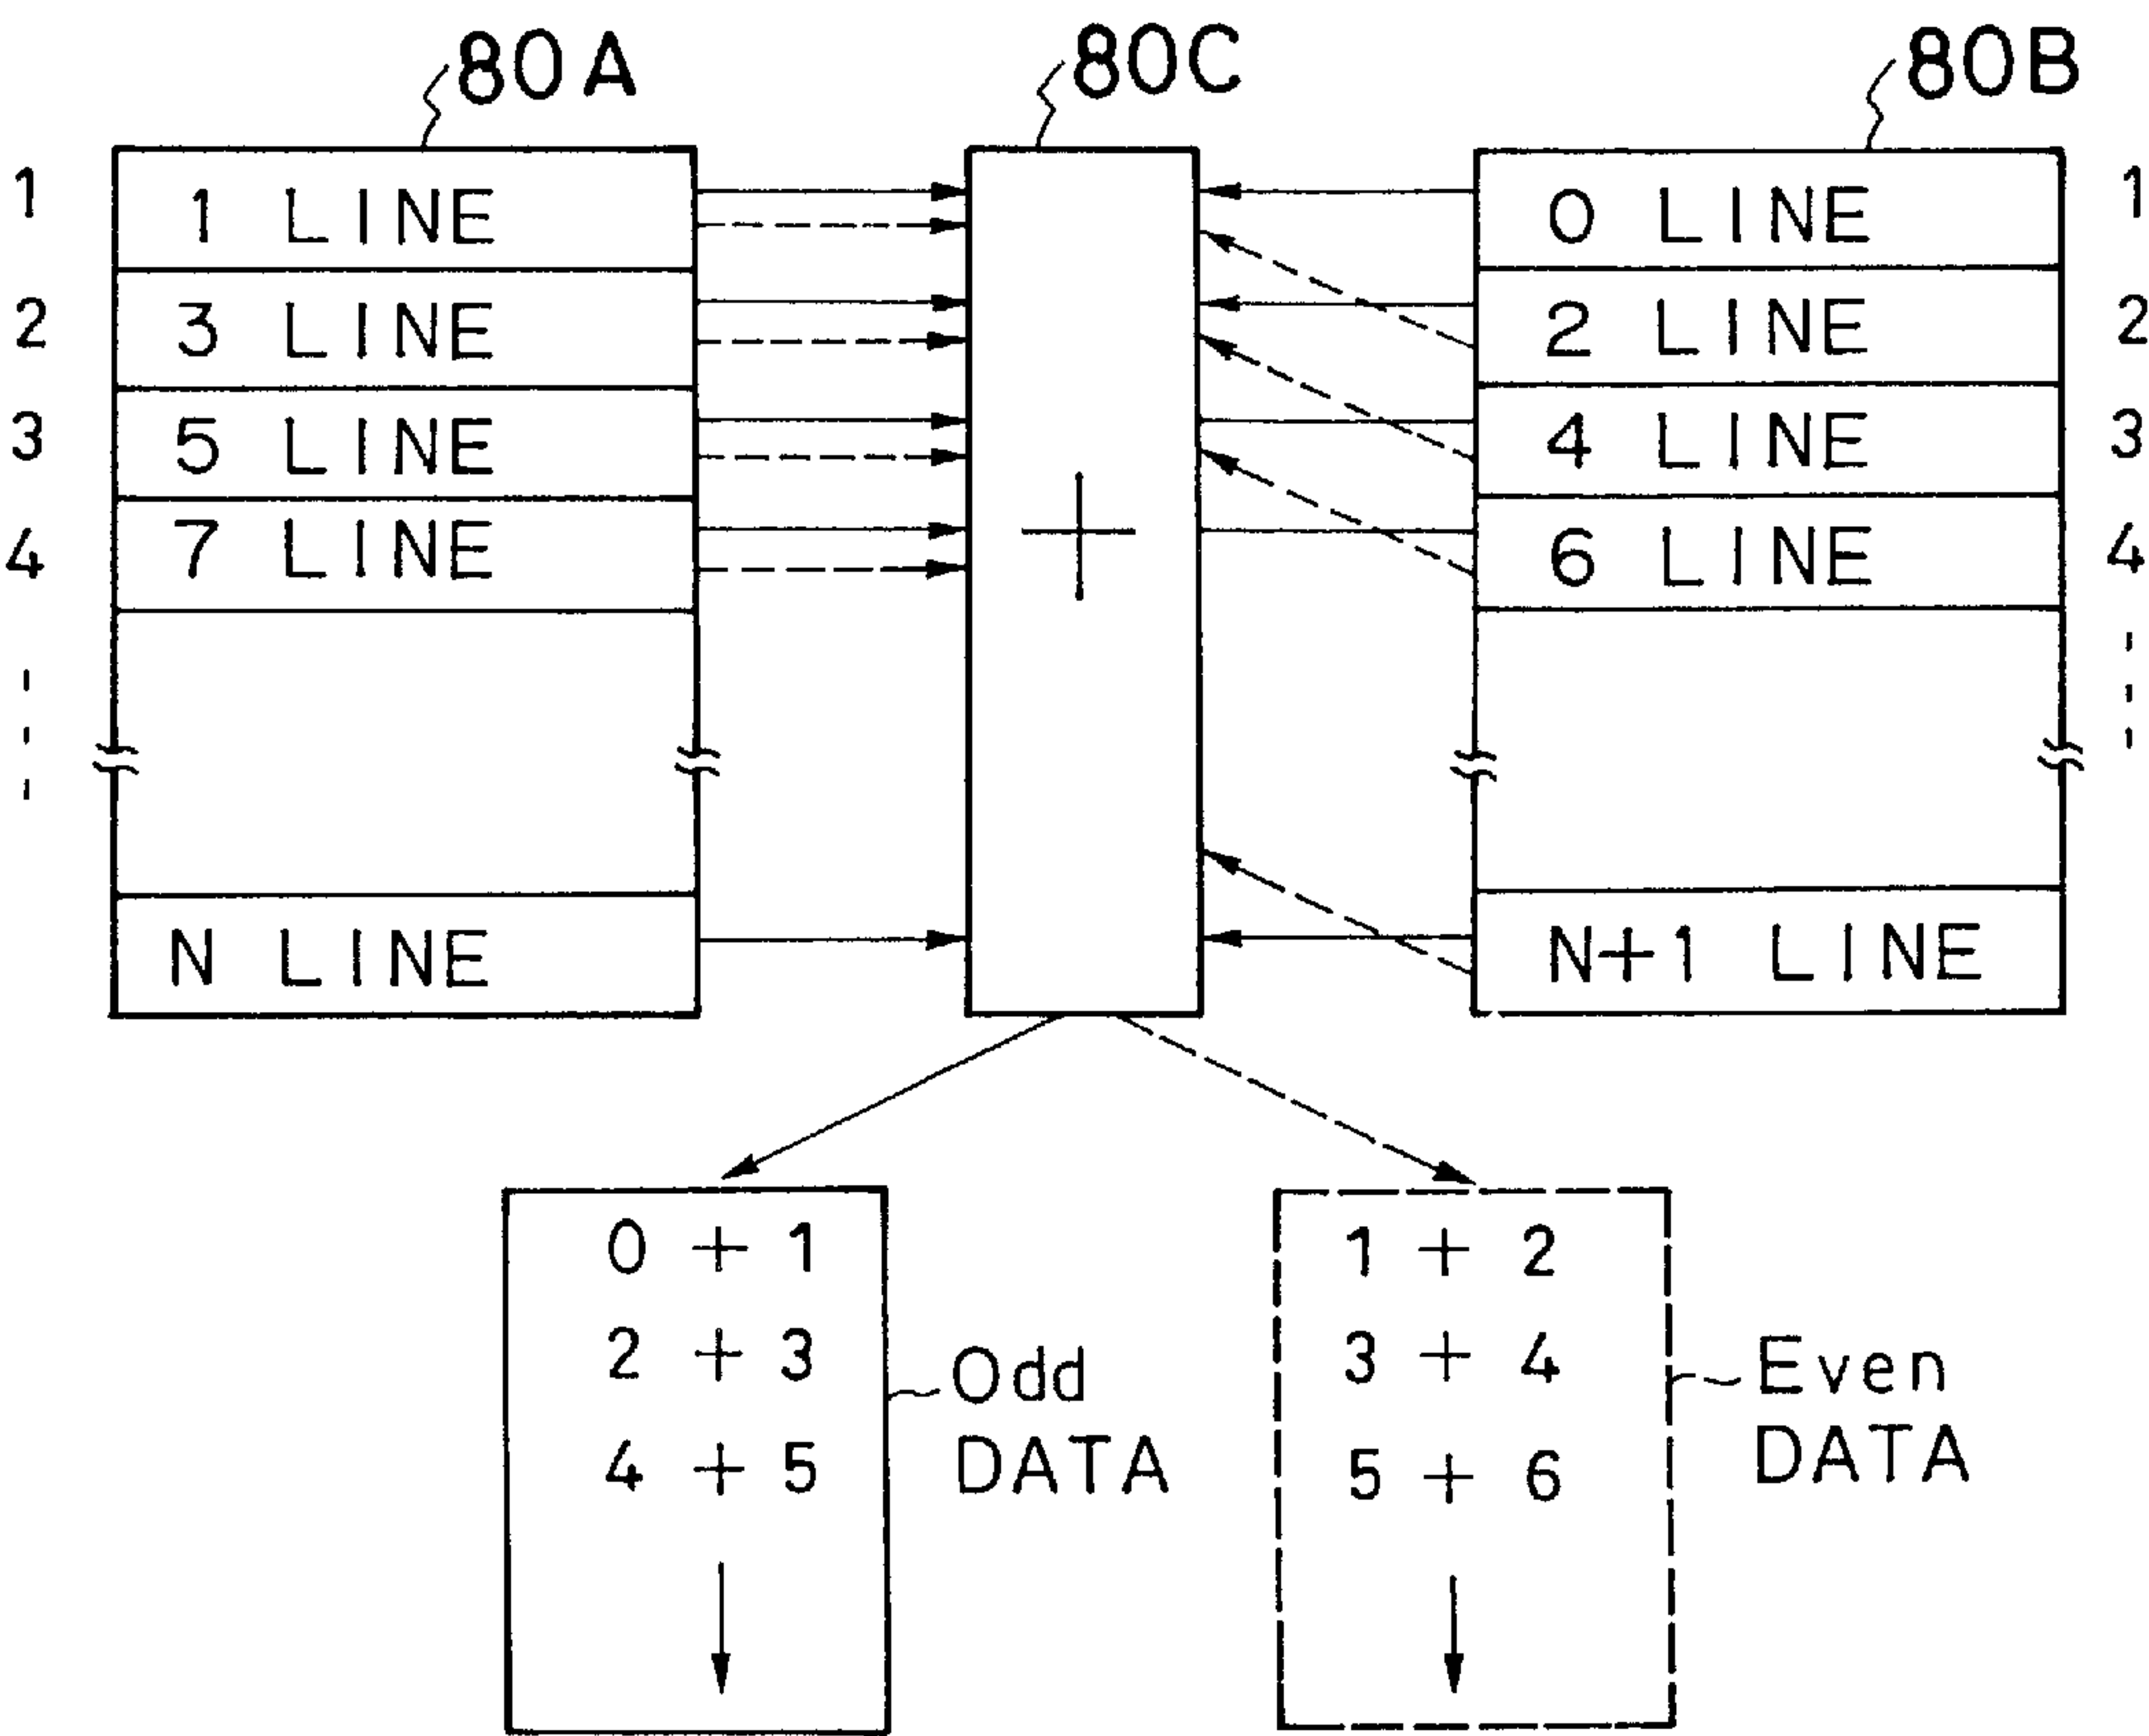 80A 80C 80B
1 1 LINE 0 LINE 1
2 3 LINE 2 LINE 2
3 5 LINE 4 LINE 3
4 7 LINE + 6 LINE 4
N LINE N+1 LINE
0 + 1
2 + 3
4 + 5
Odd
DATA
1 + 2
3 + 4
5 + 6
Even
DATA